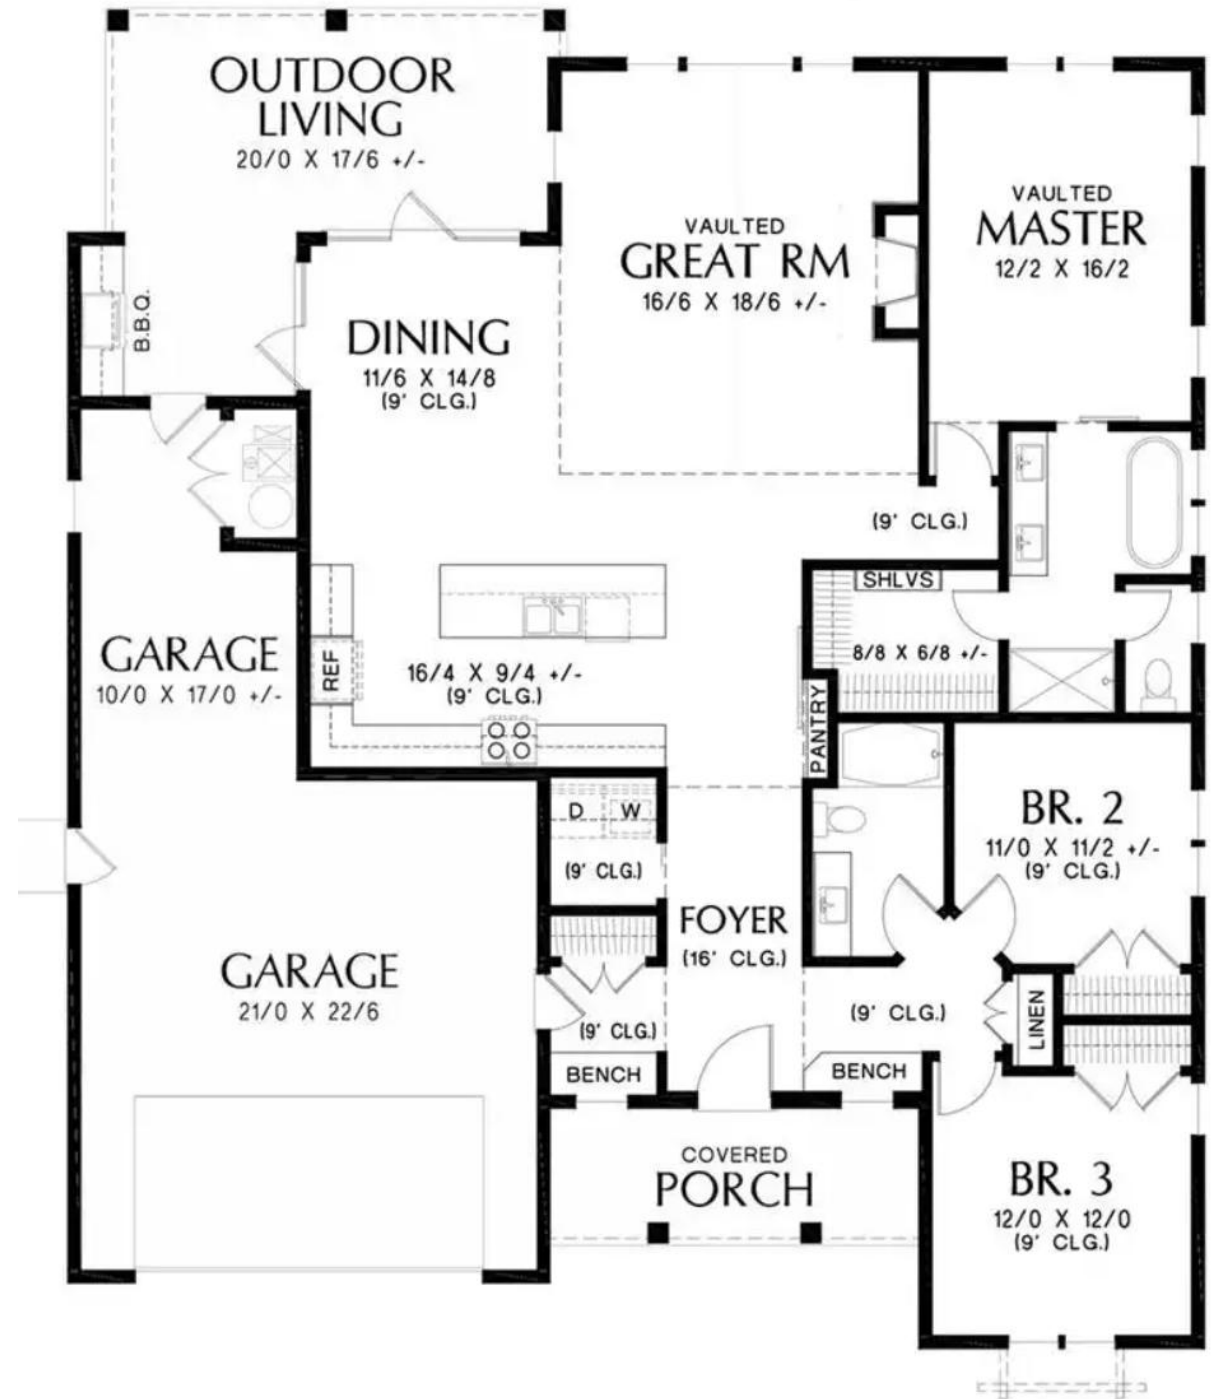 OUTDOOR
LIVING
20/0 X 17/6 +/-
VAULTED
GREAT RM
16/6 X 18/6 +/-
VAULTED
MASTER
12/2 X 16/2
B.B.Q.
DINING
11/6 X 14/8
(9' CLG.)
(9' CLG.)
SHLVS
8/8 X 6/8 +/-
GARAGE
10/0 X 17/0 +/-
REF
16/4 X 9/4 +/-
(9' CLG.)
PANTRY
D W
(9' CLG.)
BR. 2
11/0 X 11/2 +/-
(9' CLG.)
FOYER
(16' CLG.)
GARAGE
21/0 X 22/6
(9' CLG.)
BENCH
(9' CLG.)
LINEN
BENCH
COVERED
PORCH
BR. 3
12/0 X 12/0
(9' CLG.)